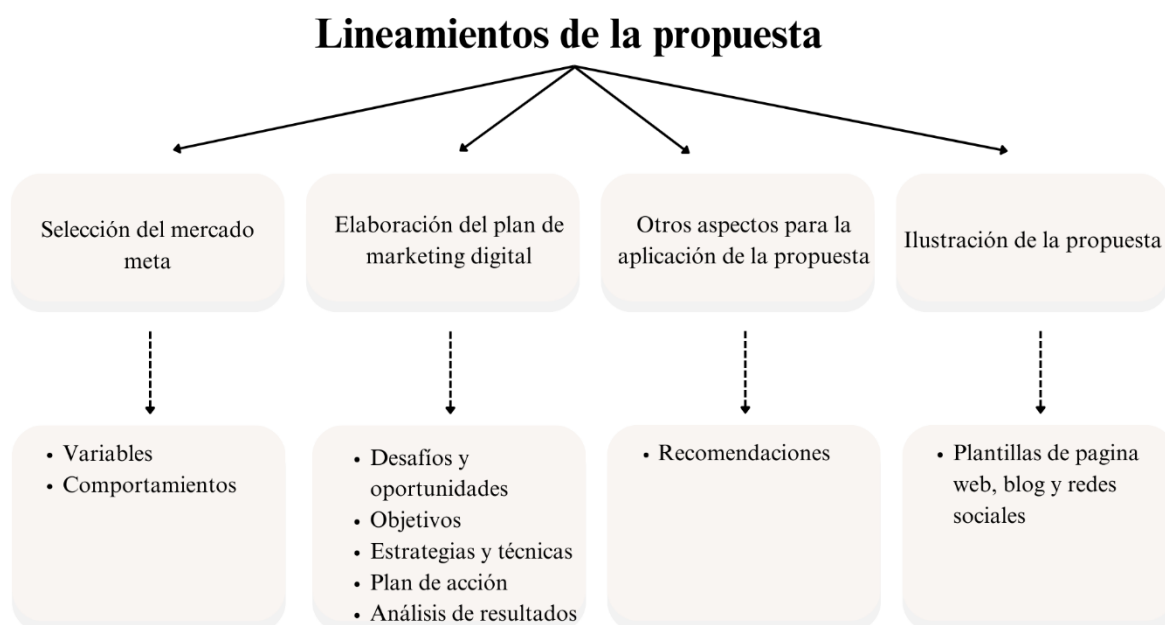 Lineamientos de la propuesta
Selección del mercado
meta
Elaboración del plan de
marketing digital
Otros aspectos para la
aplicación de la propuesta
Ilustración de la propuesta
• Variables
• Comportamientos
• Desafíos y
oportunidades
• Objetivos
• Estrategias y técnicas
• Plan de acción
• Análisis de resultados
• Recomendaciones
• Plantillas de pagina
web, blog y redes
sociales